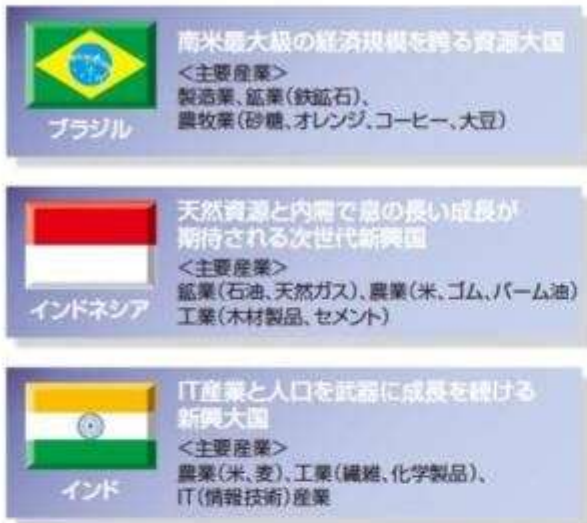 南米最大級の経済規模を誇る資源大国
<主要産業>
製造業、鉱業(鉄鉱石)、
農牧業(砂糖、オレンジ、コーヒー、大豆)
ブラジル
天然資源と内需で息の長い成長が
期待される次世代新興国
<主要産業>
鉱業(石油、天然ガス)、農業(米、ゴム、パーム油)
工業(木材製品、セメント)
インドネシア
IT産業と人口を武器に成長を続ける
新興大国
<主要産業>
農業(米、麦)、工業(繊維、化学製品)、
IT(情報技術)産業
インド